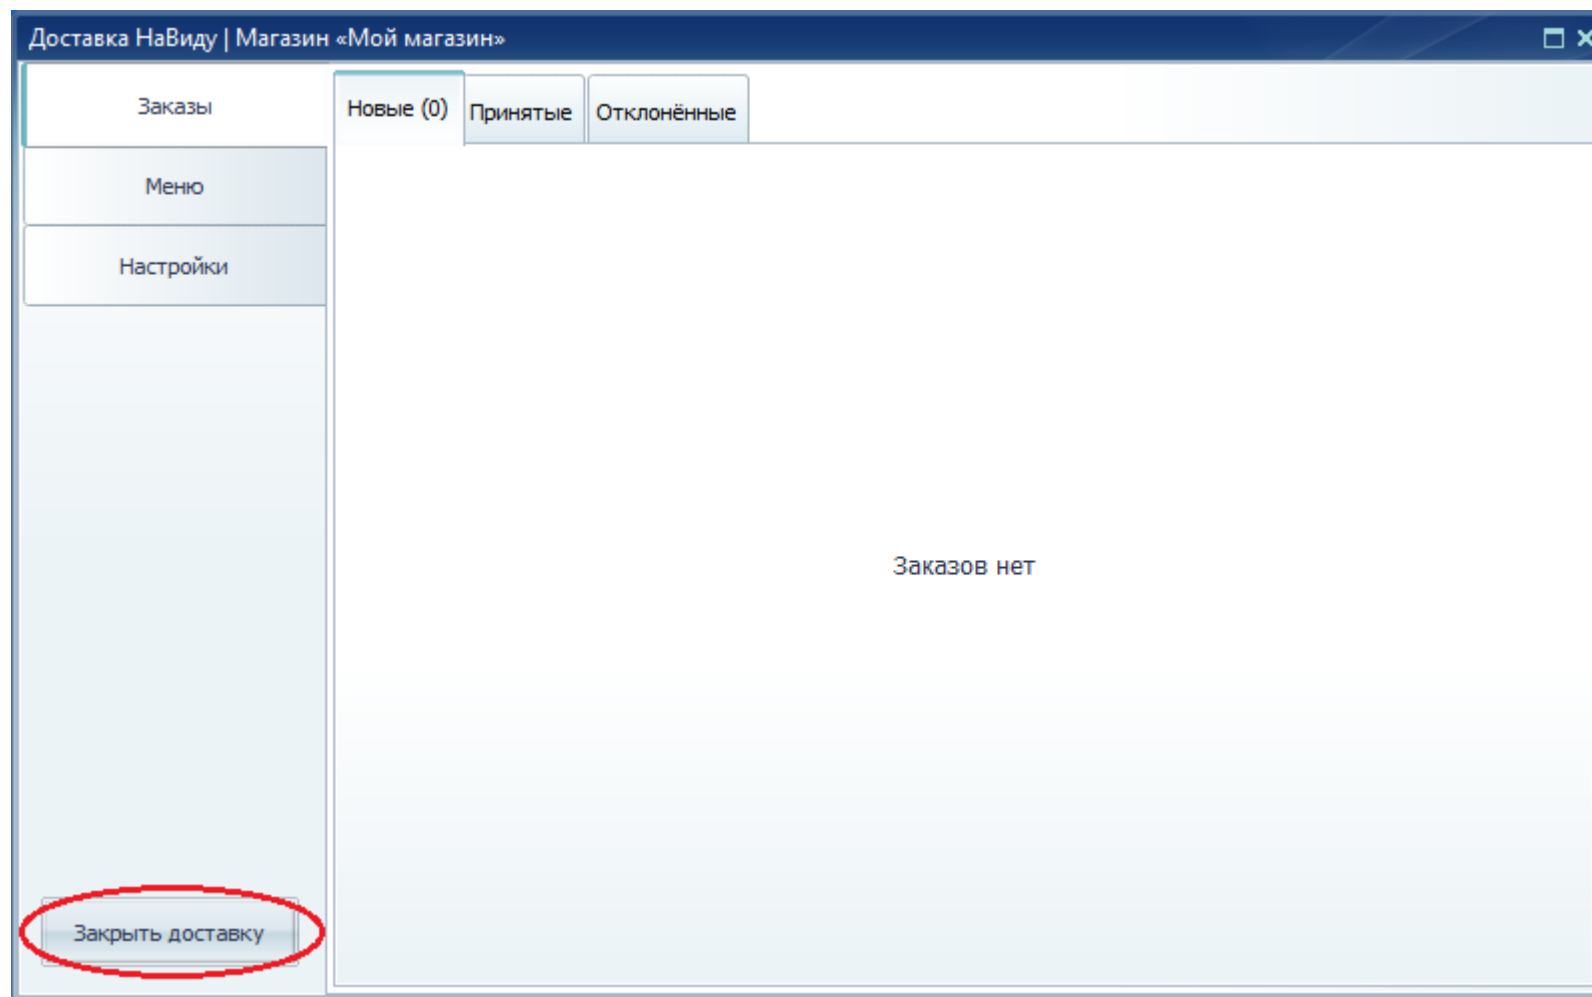 Доставка НаВиду | Магазин «Мой магазин»
Заказы
Новые (0)
Принятые
Отклонённые
Меню
Настройки
Заказов нет
Закрыть доставку